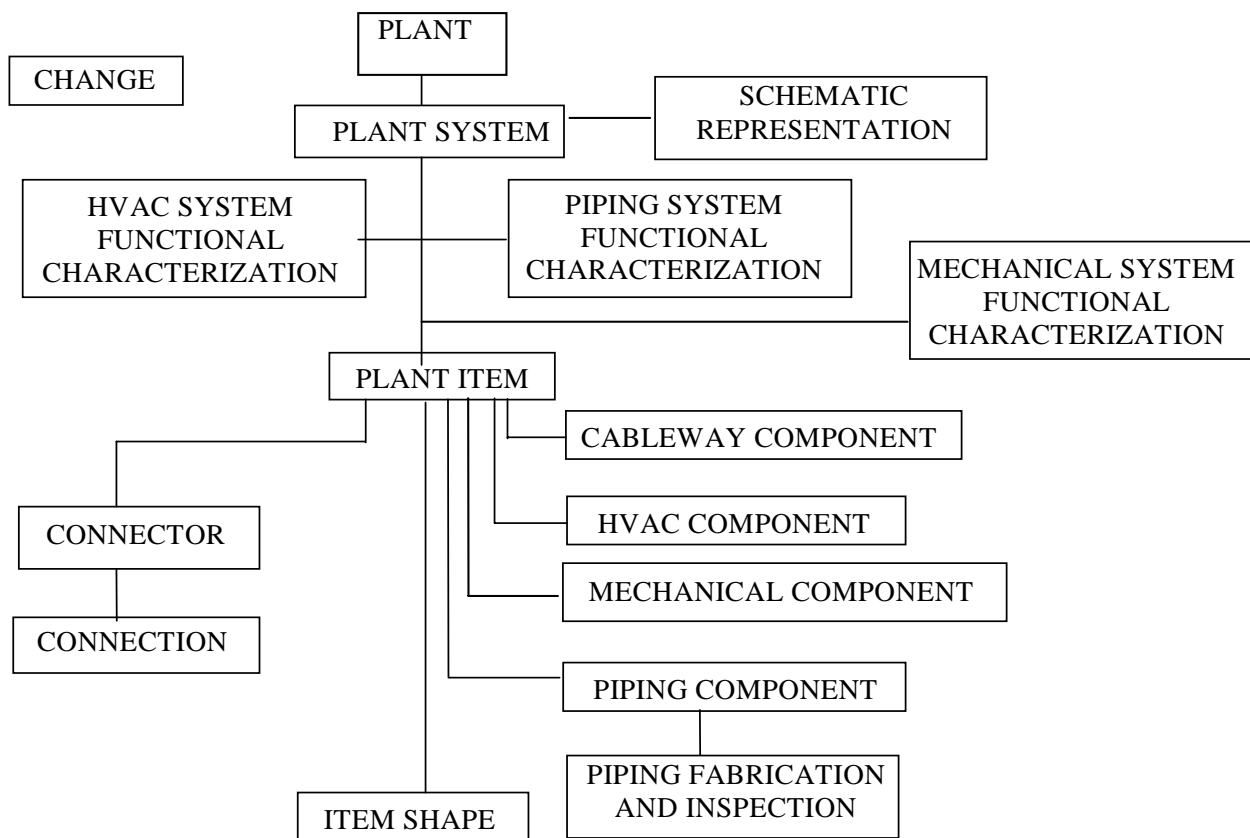 PLANT
CHANGE
SCHEMATIC
REPRESENTATION
PLANT SYSTEM
HVAC SYSTEM
FUNCTIONAL
CHARACTERIZATION
PIPING SYSTEM
FUNCTIONAL
CHARACTERIZATION
MECHANICAL SYSTEM
FUNCTIONAL
CHARACTERIZATION
PLANT ITEM
CABLEWAY COMPONENT
CONNECTOR
HVAC COMPONENT
MECHANICAL COMPONENT
CONNECTION
PIPING COMPONENT
PIPING FABRICATION
AND INSPECTION
ITEM SHAPE